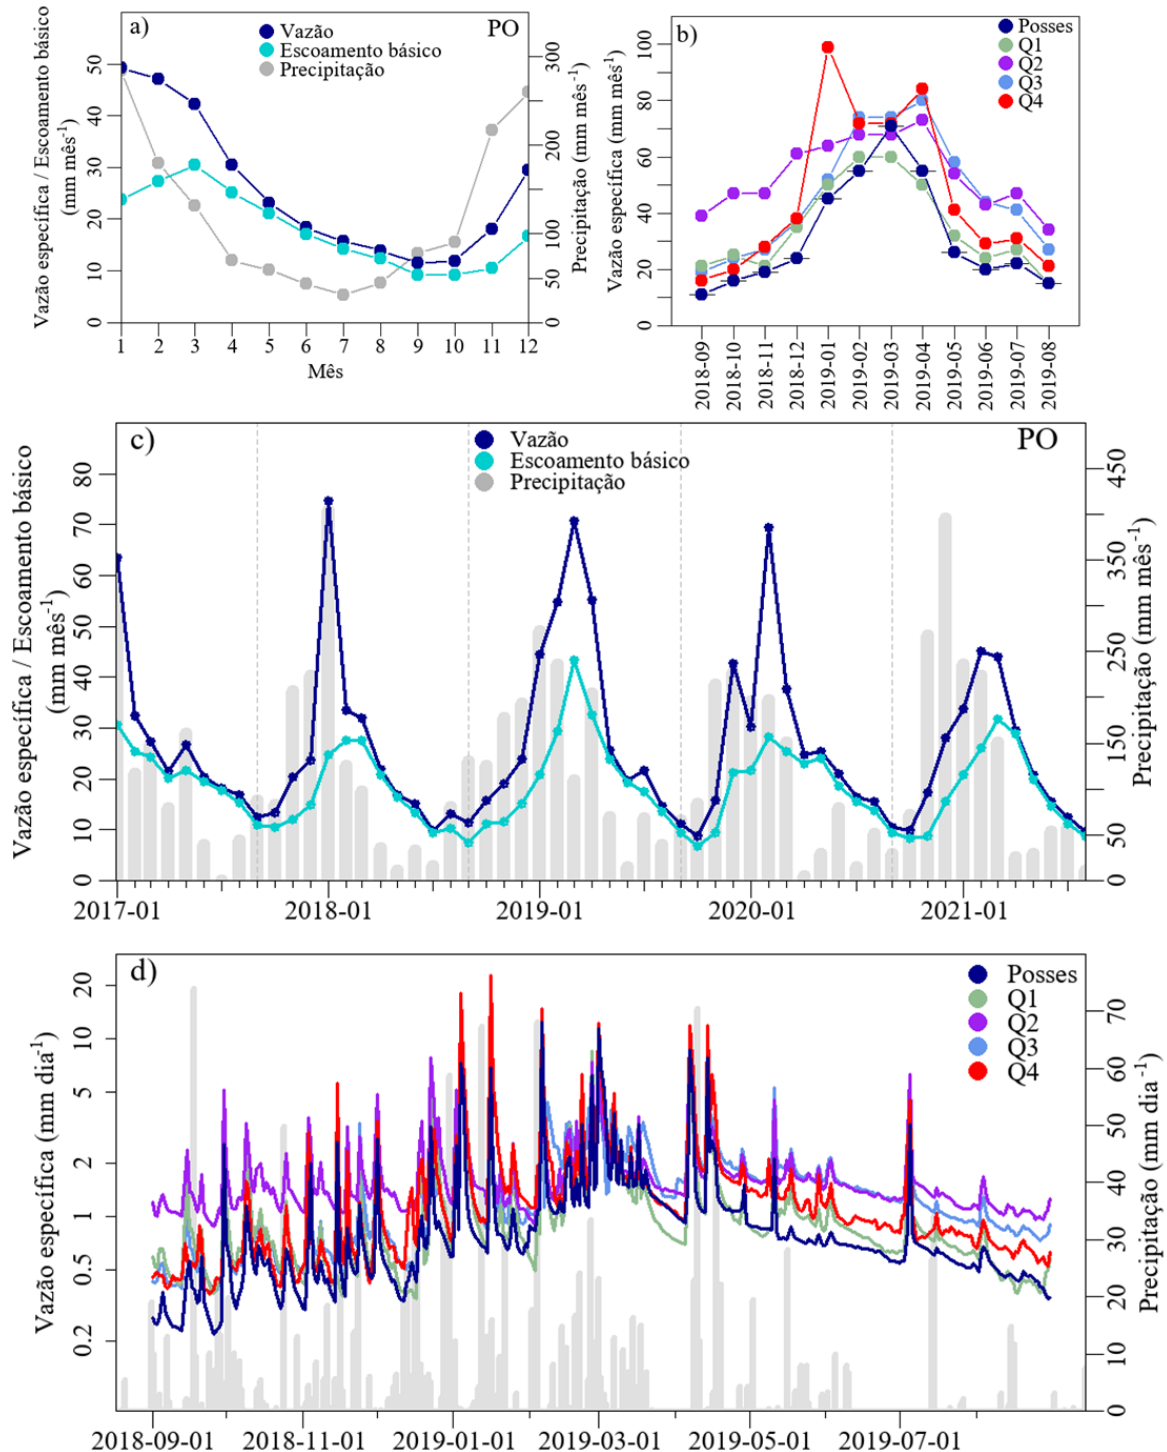 a)
PO
Vazão
Escoamento básico
Precipitação
Vazão específica / Escoamento básico
(mm mês⁻¹)
0
10
20
30
40
50
Precipitação (mm mês⁻¹)
0
50
100
200
300
1
2
3
4
5
6
7
8
9
10
11
12
Mês
b)
Posses
Q1
Q2
Q3
Q4
Vazão específica (mm mês⁻¹)
0
20
40
60
80
100
2018-09
2018-10
2018-11
2018-12
2019-01
2019-02
2019-03
2019-04
2019-05
2019-06
2019-07
2019-08
c)
PO
Vazão
Escoamento básico
Precipitação
Vazão específica / Escoamento básico
(mm mês⁻¹)
0
10
20
30
40
50
60
70
80
Precipitação (mm mês⁻¹)
0
50
150
250
350
450
2017-01
2018-01
2019-01
2020-01
2021-01
d)
Posses
Q1
Q2
Q3
Q4
Vazão específica (mm dia⁻¹)
0.2
0.5
1
2
5
10
20
Precipitação (mm dia⁻¹)
0
10
20
30
40
50
60
70
2018-09-01
2018-11-01
2019-01-01
2019-03-01
2019-05-01
2019-07-01